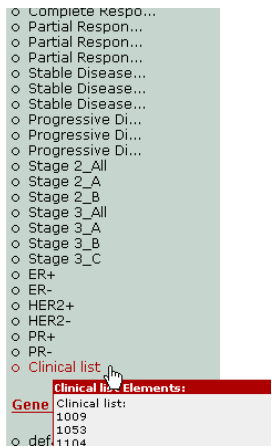 o Complete Respo...
o Partial Respon...
o Partial Respon...
o Partial Respon...
o Stable Disease...
o Stable Disease...
o Stable Disease...
o Progressive Di...
o Progressive Di...
o Progressive Di...
o Stage 2_All
o Stage 2_A
o Stage 2_B
o Stage 3_All
o Stage 3_A
o Stage 3_B
o Stage 3_C
o ER+
o ER-
o HER2+
o HER2-
o PR+
o PR-
o Clinical list
Clinical list Elements:
Gene
Clinical list:
1009
1053
o def
1104